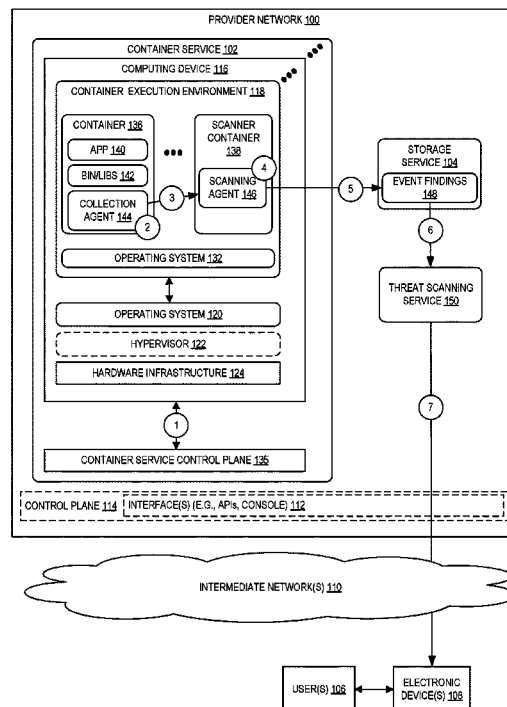 PROVIDER NETWORK 100
CONTAINER SERVICE 102
COMPUTING DEVICE 116
CONTAINER EXECUTION ENVIRONMENT 118
CONTAINER 136
APP 140
BIN/LIBS 142
COLLECTION
AGENT 144
2
3
SCANNER
CONTAINER
138
4
SCANNING
AGENT 146
5
STORAGE
SERVICE 104
EVENT FINDINGS
148
6
OPERATING SYSTEM 132
THREAT SCANNING
SERVICE 150
OPERATING SYSTEM 120
HYPERVISOR 122
HARDWARE INFRASTRUCTURE 124
7
1
CONTAINER SERVICE CONTROL PLANE 135
CONTROL PLANE 114
INTERFACE(S) (E.G., APIs, CONSOLE) 112
INTERMEDIATE NETWORK(S) 110
USER(S) 106
ELECTRONIC
DEVICE(S) 108